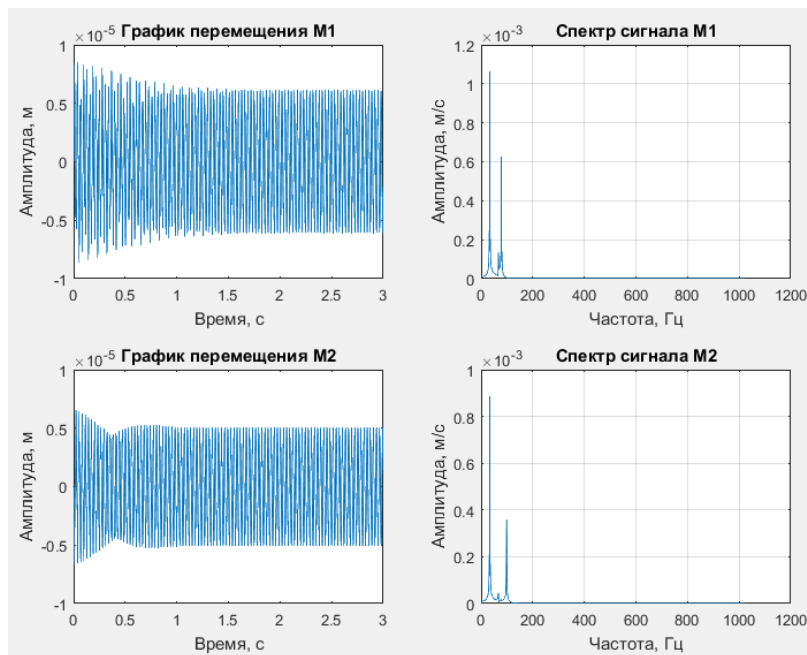 График перемещения М1
×10^-5
Амплитуда, м
1
0.5
0
-0.5
-1
0 0.5 1 1.5 2 2.5 3
Время, с
Спектр сигнала М1
×10^-3
Амплитуда, м/с
1.2
1
0.8
0.6
0.4
0.2
0
0 200 400 600 800 1000 1200
Частота, Гц
График перемещения М2
×10^-5
Амплитуда, м
1
0.5
0
-0.5
-1
0 0.5 1 1.5 2 2.5 3
Время, с
Спектр сигнала М2
×10^-3
Амплитуда, м/с
1
0.8
0.6
0.4
0.2
0
0 200 400 600 800 1000 1200
Частота, Гц